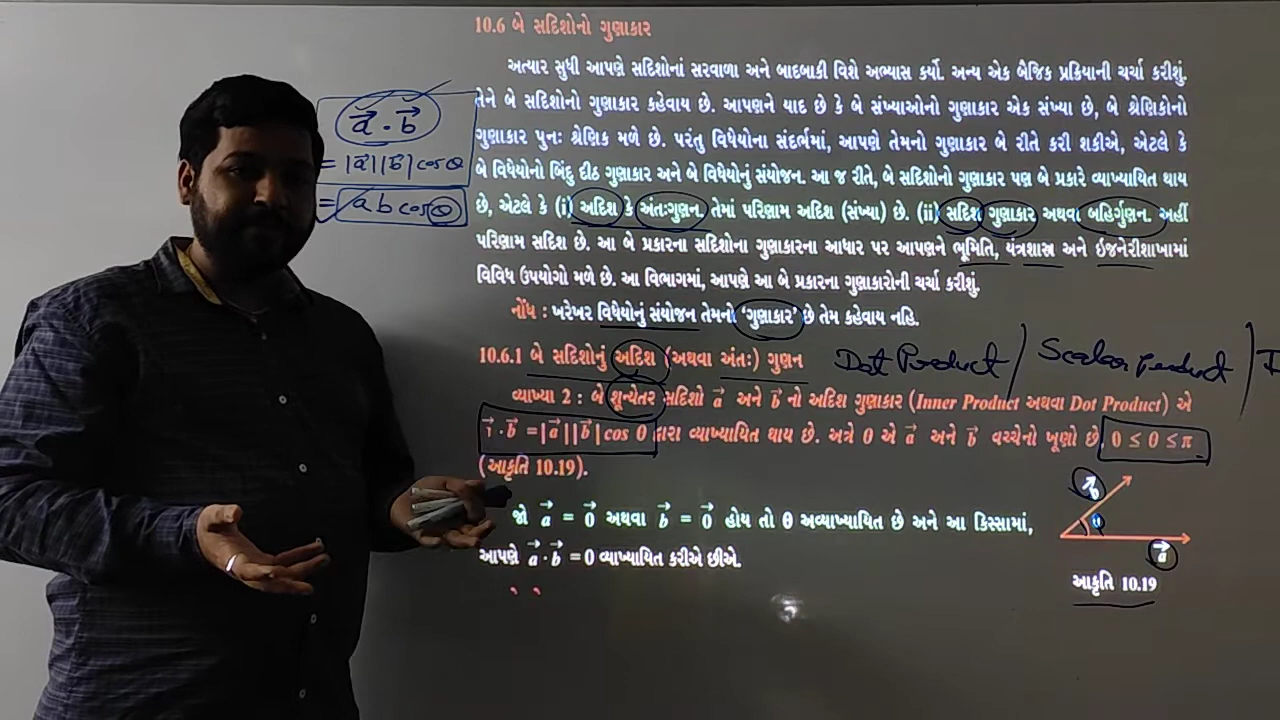 10.6 બે સદિશોનો ગુણાકાર
અત્યાર સુધી આપણે સદિશોનાં સરવાળા અને બાદબાકી વિશે અભ્યાસ કર્યો. અન્ય એક બૈજિક પ્રક્રિયાની ચર્ચા કરીશું.
તેને બે સદિશોનો ગુણાકાર કહેવાય છે. આપણને યાદ છે કે બે સંખ્યાઓનો ગુણાકાર એક સંખ્યા છે, બે શ્રેણિકોનો
ગુણાકાર પુનઃ શ્રેણિક મળે છે. પરંતુ વિધેયોના સંદર્ભમાં, આપણે તેમનો ગુણાકાર બે રીતે કરી શકીએ, એટલે કે
બે વિધેયોનો બિંદુ દીઠ ગુણાકાર અને બે વિધેયોનું સંયોજન. આ જ રીતે, બે સદિશોનો ગુણાકાર પણ બે પ્રકારે વ્યાખ્યાયિત થાય
છે, એટલે કે (i) અદિશ કે અંતઃગુણન. તેમાં પરિણામ અદિશ (સંખ્યા) છે. (ii) સદિશ ગુણાકાર અથવા બહિર્ગુણન. અહીં
પરિણામ સદિશ છે. આ બે પ્રકારના સદિશોના ગુણાકારના આધાર પર આપણને ભૂમિતિ, યંત્રશાસ્ત્ર અને ઇજનેરીશાખામાં
વિવિધ ઉપયોગો મળે છે. આ વિભાગમાં, આપણે આ બે પ્રકારના ગુણાકારોની ચર્ચા કરીશું.
નોંધ : ખરેખર વિધેયોનું સંયોજન તેમનો ‘ગુણાકાર’ છે તેમ કહેવાય નહિ.
10.6.1 બે સદિશોનું અદિશ (અથવા અંતઃ) ગુણન Dot Product / Scalar Product /
વ્યાખ્યા 2 : બે શૂન્યેતર સદિશો a⃗ અને b⃗ નો અદિશ ગુણાકાર (Inner Product અથવા Dot Product) એ
· b⃗ = |a⃗||b⃗| cos θ દ્વારા વ્યાખ્યાયિત થાય છે. અત્રે θ એ a⃗ અને b⃗ વચ્ચેનો ખૂણો છે, 0 ≤ θ ≤ π
(આકૃતિ 10.19).
જો a⃗ = 0⃗ અથવા b⃗ = 0⃗ હોય તો θ અવ્યાખ્યાયિત છે અને આ કિસ્સામાં,
આપણે a⃗ · b⃗ = 0 વ્યાખ્યાયિત કરીએ છીએ.
b⃗
θ
a⃗
આકૃતિ 10.19
a⃗ · b⃗
= |a⃗||b⃗| cos θ
= a b cos θ